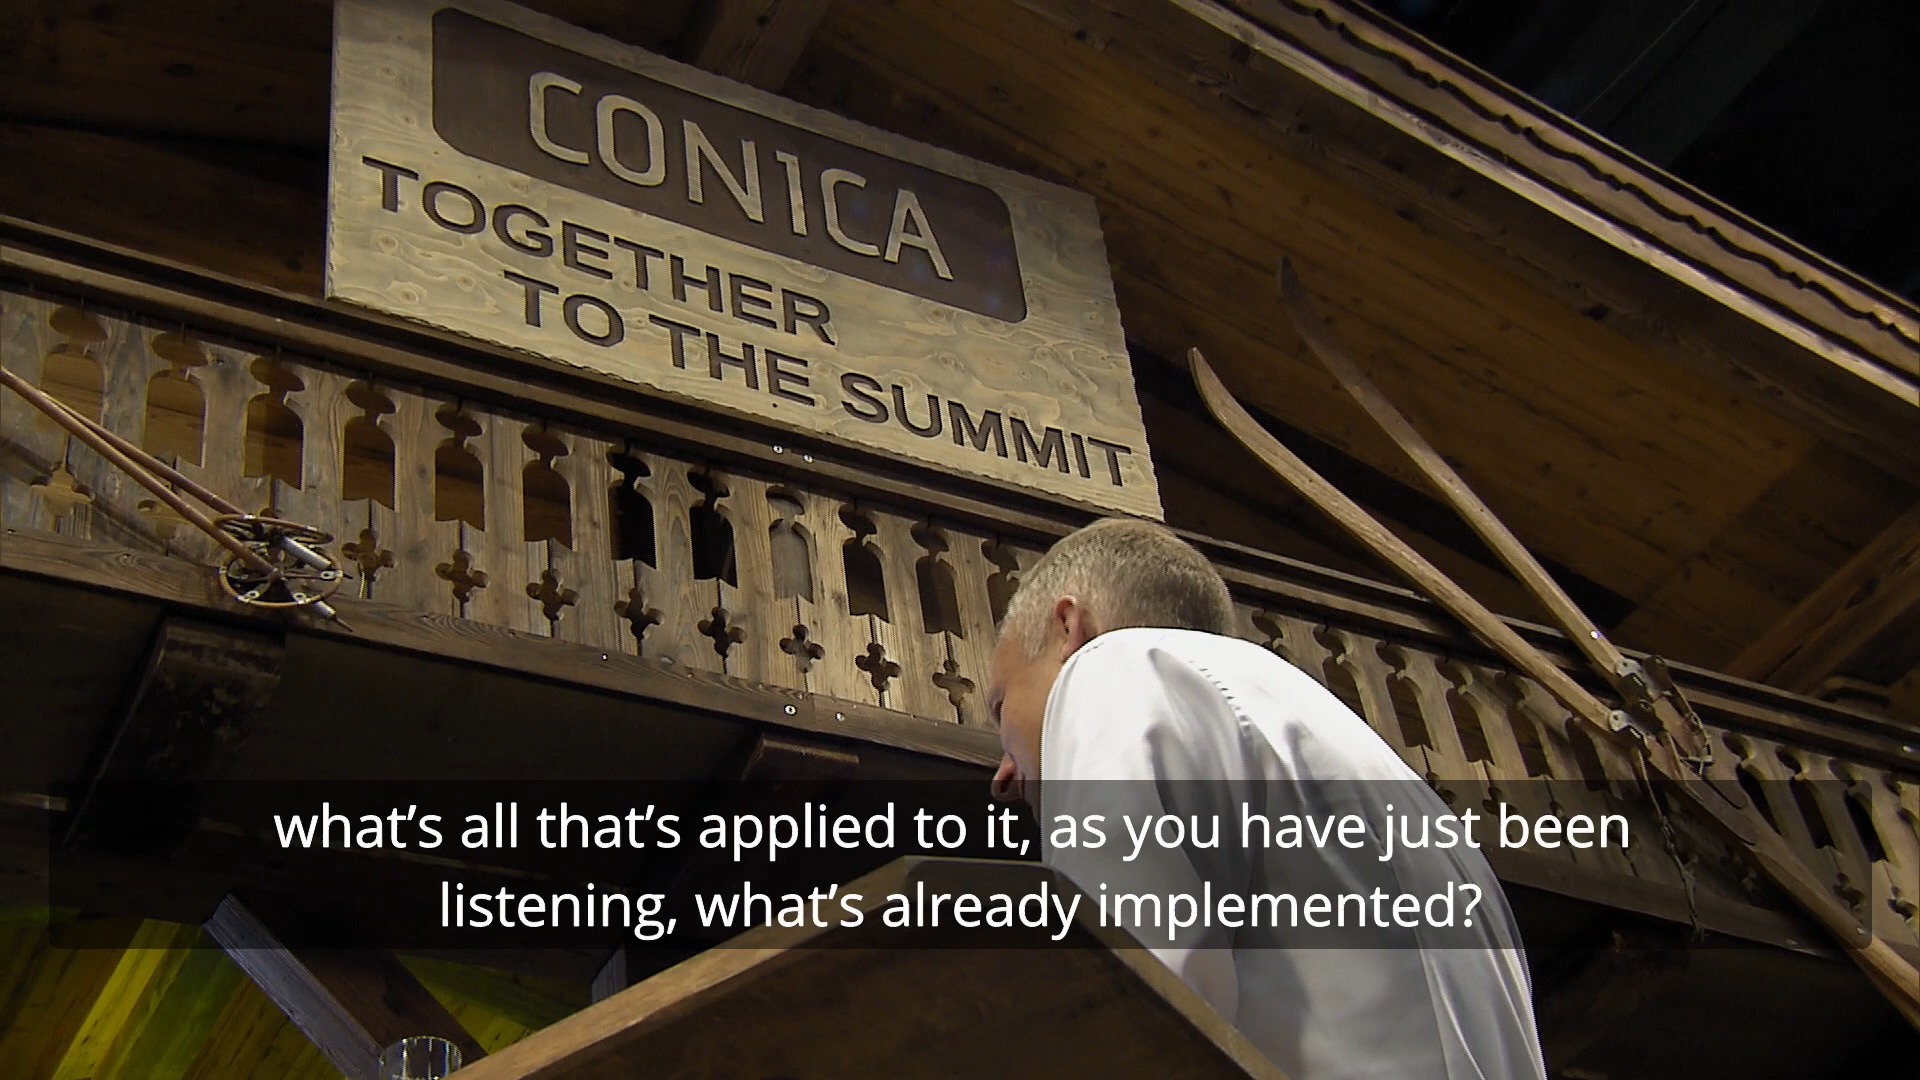 CONICA
TOGETHER
TO THE SUMMIT
what’s all that’s applied to it, as you have just been
listening, what’s already implemented?